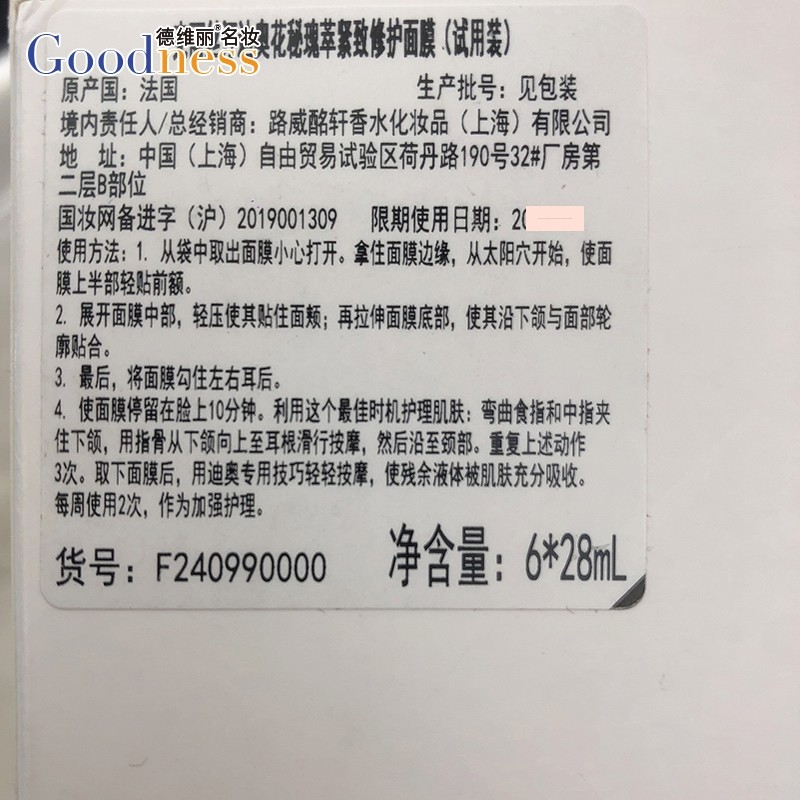 德维丽®名妆
Goodness
奥花秘瑰萃紧致修护面膜（试用装）
原产国：法国 生产批号：见包装
境内责任人/总经销商：路威酩轩香水化妆品（上海）有限公司
地 址：中国（上海）自由贸易试验区荷丹路190号32#厂房第
二层B部位
国妆网备进字（沪）2019001309 限期使用日期：20
使用方法：1. 从袋中取出面膜小心打开。拿住面膜边缘，从太阳穴开始，使面
膜上半部轻贴前额。
2. 展开面膜中部，轻压使其贴住面颊；再拉伸面膜底部，使其沿下颌与面部轮
廓贴合。
3. 最后，将面膜勾住左右耳后。
4. 使面膜停留在脸上10分钟。利用这个最佳时机护理肌肤：弯曲食指和中指夹
住下颌，用指骨从下颌向上至耳根滑行按摩，然后沿至颈部。重复上述动作
3次。取下面膜后，用迪奥专用技巧轻轻按摩，使残余液体被肌肤充分吸收。
每周使用2次，作为加强护理。
货号：F240990000 净含量：6*28mL